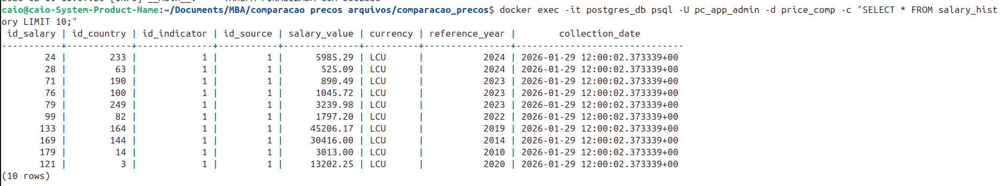 caio@caio-System-Product-Name:~/Documents/MBA/comparacao precos arquivos/comparacao_precos$ docker exec -it postgres_db psql -U pc_app_admin -d price_comp -c "SELECT * FROM salary_hist
ory LIMIT 10;"
 id_salary | id_country | id_indicator | id_source | salary_value | currency | reference_year |        collection_date
-----------+------------+--------------+-----------+--------------+----------+----------------+-------------------------------
        24 |        233 |            1 |         1 |      5985.29 | LCU      |           2024 | 2026-01-29 12:00:02.373339+00
        28 |         63 |            1 |         1 |       525.09 | LCU      |           2024 | 2026-01-29 12:00:02.373339+00
        71 |        190 |            1 |         1 |       890.49 | LCU      |           2023 | 2026-01-29 12:00:02.373339+00
        76 |        100 |            1 |         1 |      1045.72 | LCU      |           2023 | 2026-01-29 12:00:02.373339+00
        79 |        249 |            1 |         1 |      3239.98 | LCU      |           2023 | 2026-01-29 12:00:02.373339+00
        99 |         82 |            1 |         1 |      1797.20 | LCU      |           2022 | 2026-01-29 12:00:02.373339+00
       133 |        164 |            1 |         1 |     45206.17 | LCU      |           2019 | 2026-01-29 12:00:02.373339+00
       169 |        144 |            1 |         1 |     30416.00 | LCU      |           2014 | 2026-01-29 12:00:02.373339+00
       179 |         14 |            1 |         1 |      3013.00 | LCU      |           2010 | 2026-01-29 12:00:02.373339+00
       121 |          3 |            1 |         1 |     13202.25 | LCU      |           2020 | 2026-01-29 12:00:02.373339+00
(10 rows)